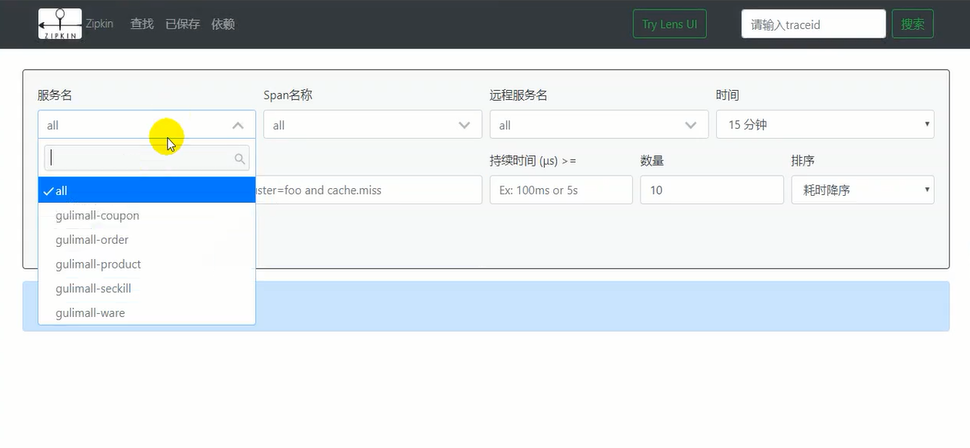 ZIPKIN Zipkin 查找 已保存 依赖 Try Lens UI 请输入traceid 搜索
服务名 Span名称 远程服务名 时间
all all all 15 分钟
持续时间 (μs) >= 数量 排序
uster=foo and cache.miss Ex: 100ms or 5s 10 耗时降序
all
gulimall-coupon
gulimall-order
gulimall-product
gulimall-seckill
gulimall-ware